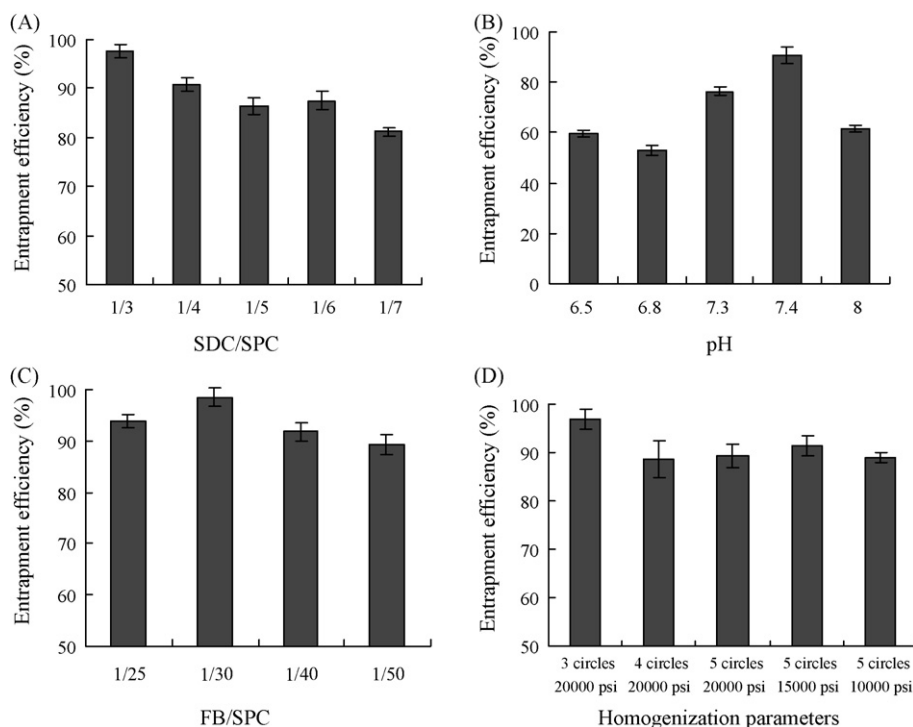 (A)
Entrapment efficiency (%)
100
90
80
70
60
50
1/3 1/4 1/5 1/6 1/7
SDC/SPC
(B)
Entrapment efficiency (%)
100
80
60
40
20
0
6.5 6.8 7.3 7.4 8
pH
(C)
Entrapment efficiency (%)
100
90
80
70
60
50
1/25 1/30 1/40 1/50
FB/SPC
(D)
Entrapment efficiency (%)
100
90
80
70
60
50
3 circles 4 circles 5 circles 5 circles 5 circles
20000 psi 20000 psi 20000 psi 15000 psi 10000 psi
Homogenization parameters